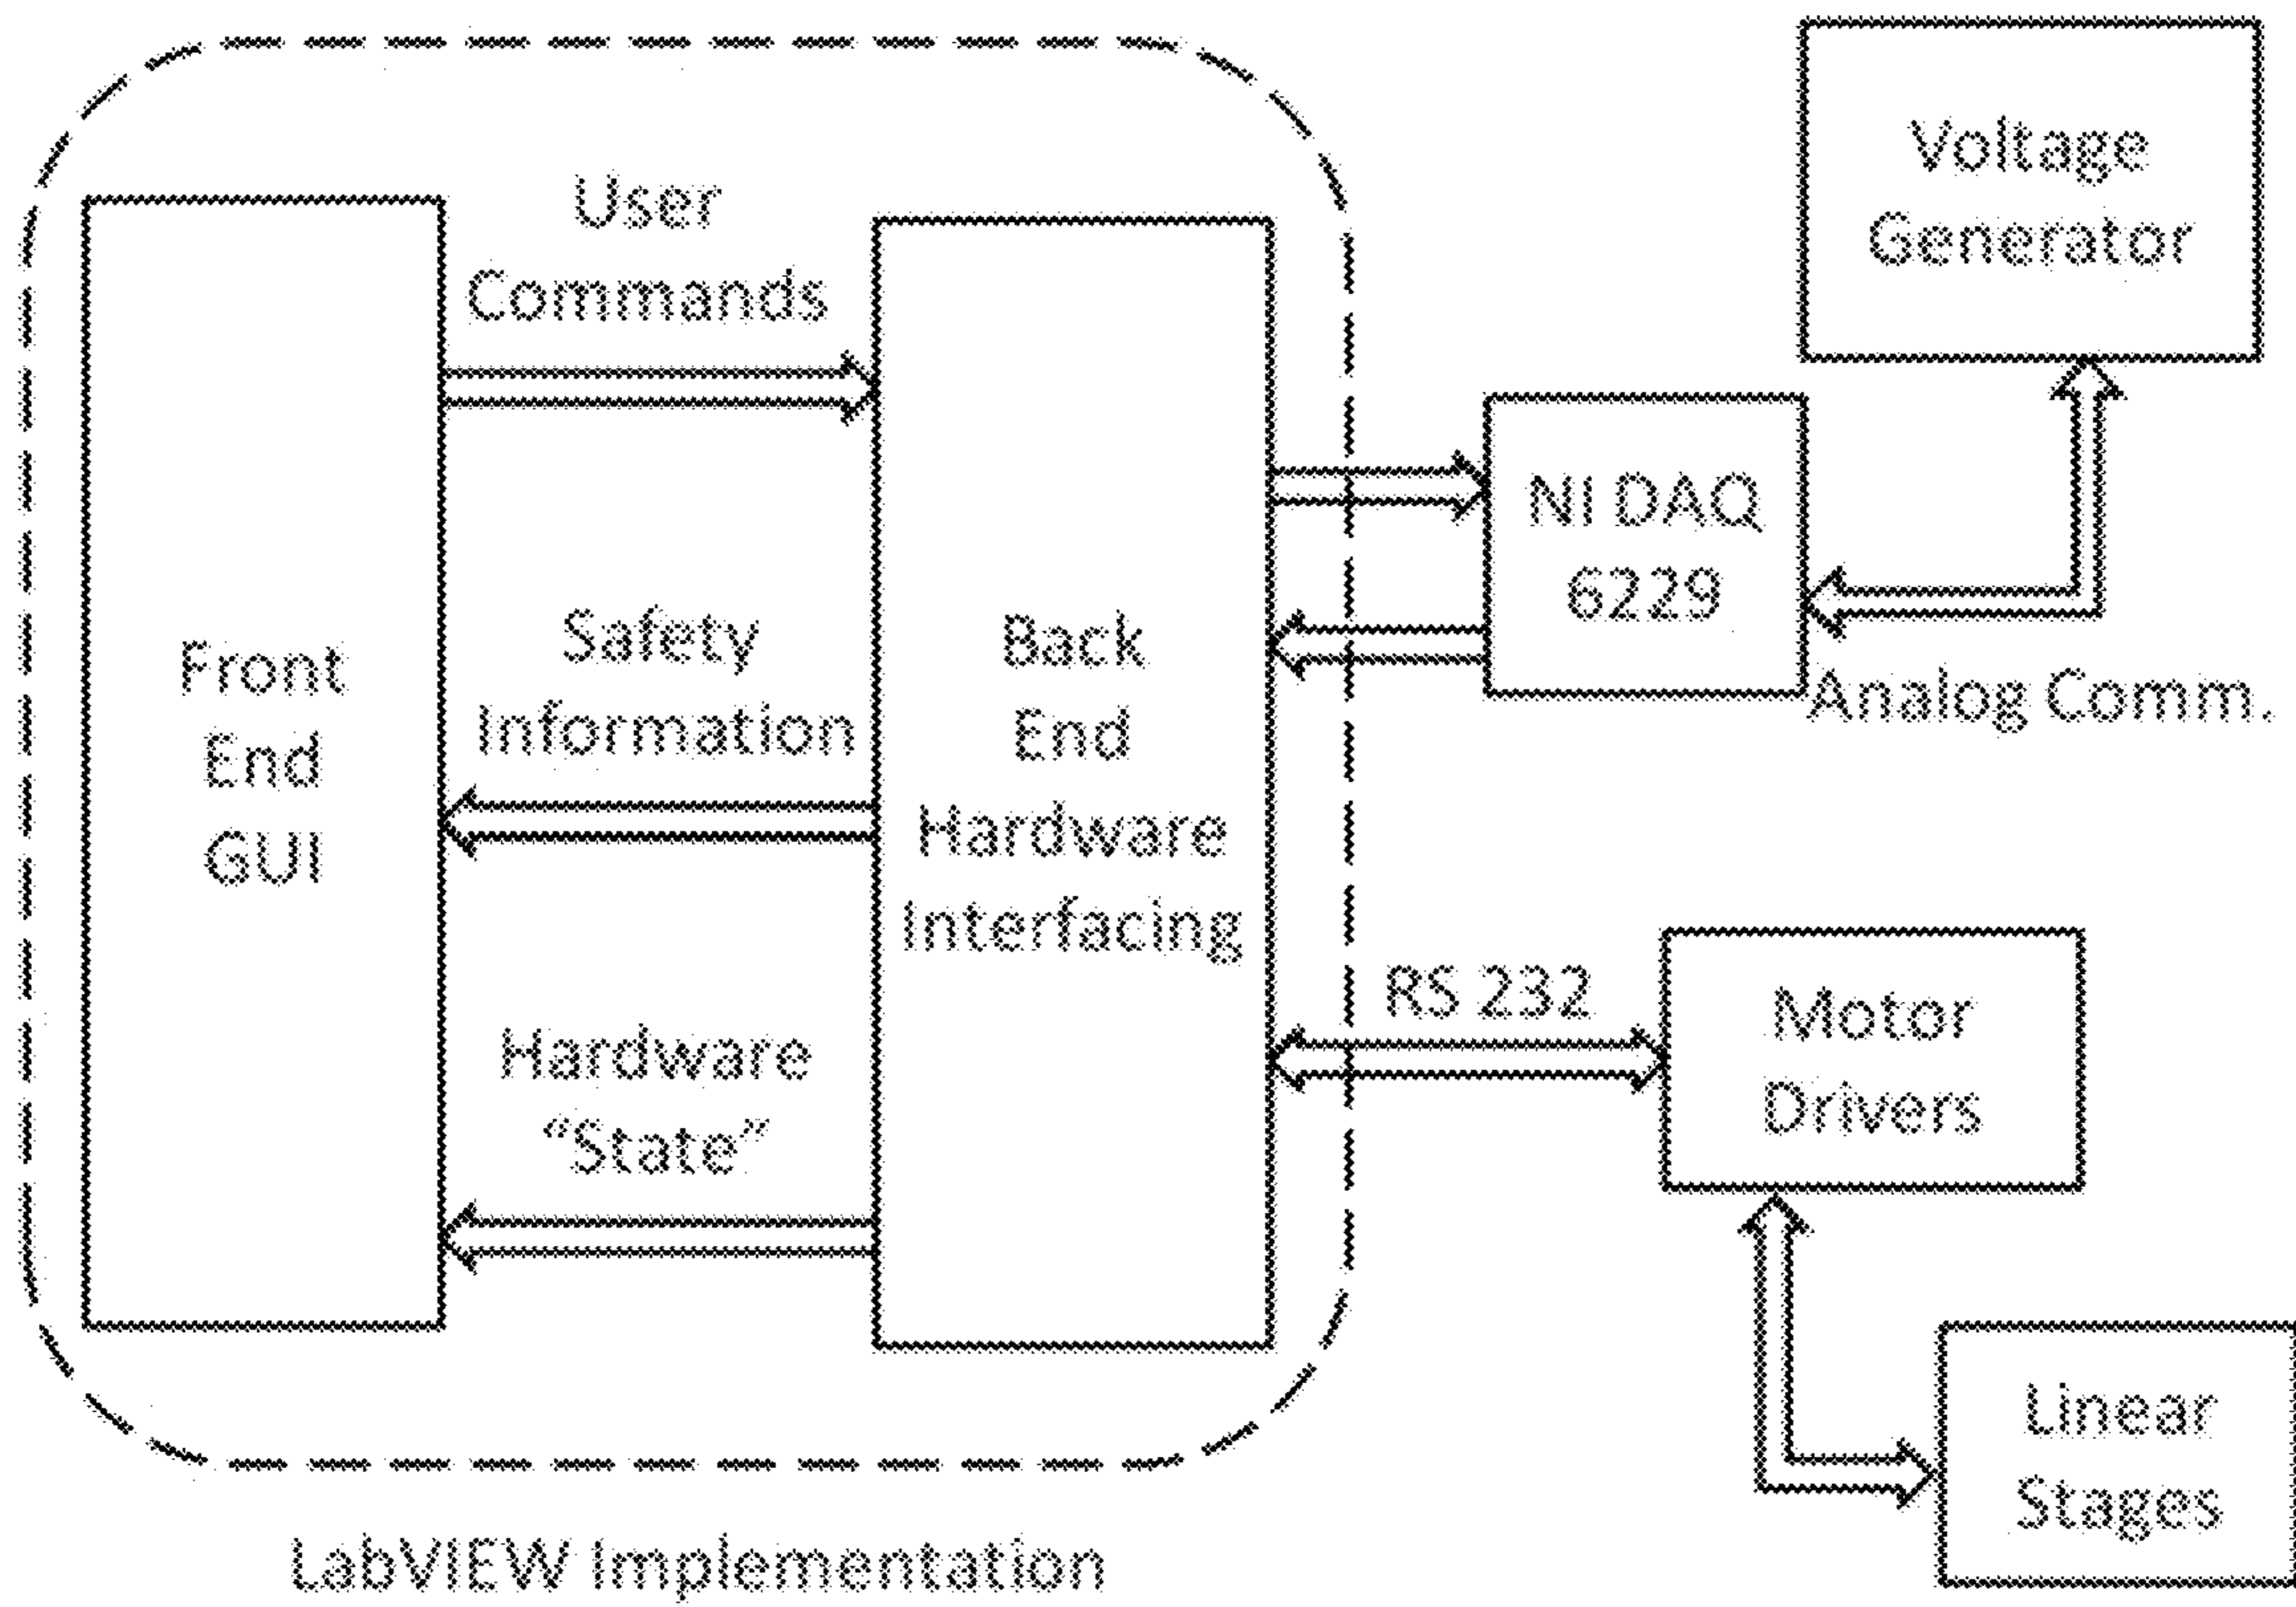 User
Commands
Front
End
GUI
Safety
Information
Hardware
“State”
Back
End
Hardware
Interfacing
NI DAQ
6229
Voltage
Generator
Analog Comm.
RS 232
Motor
Drivers
Linear
Stages
LabVIEW Implementation